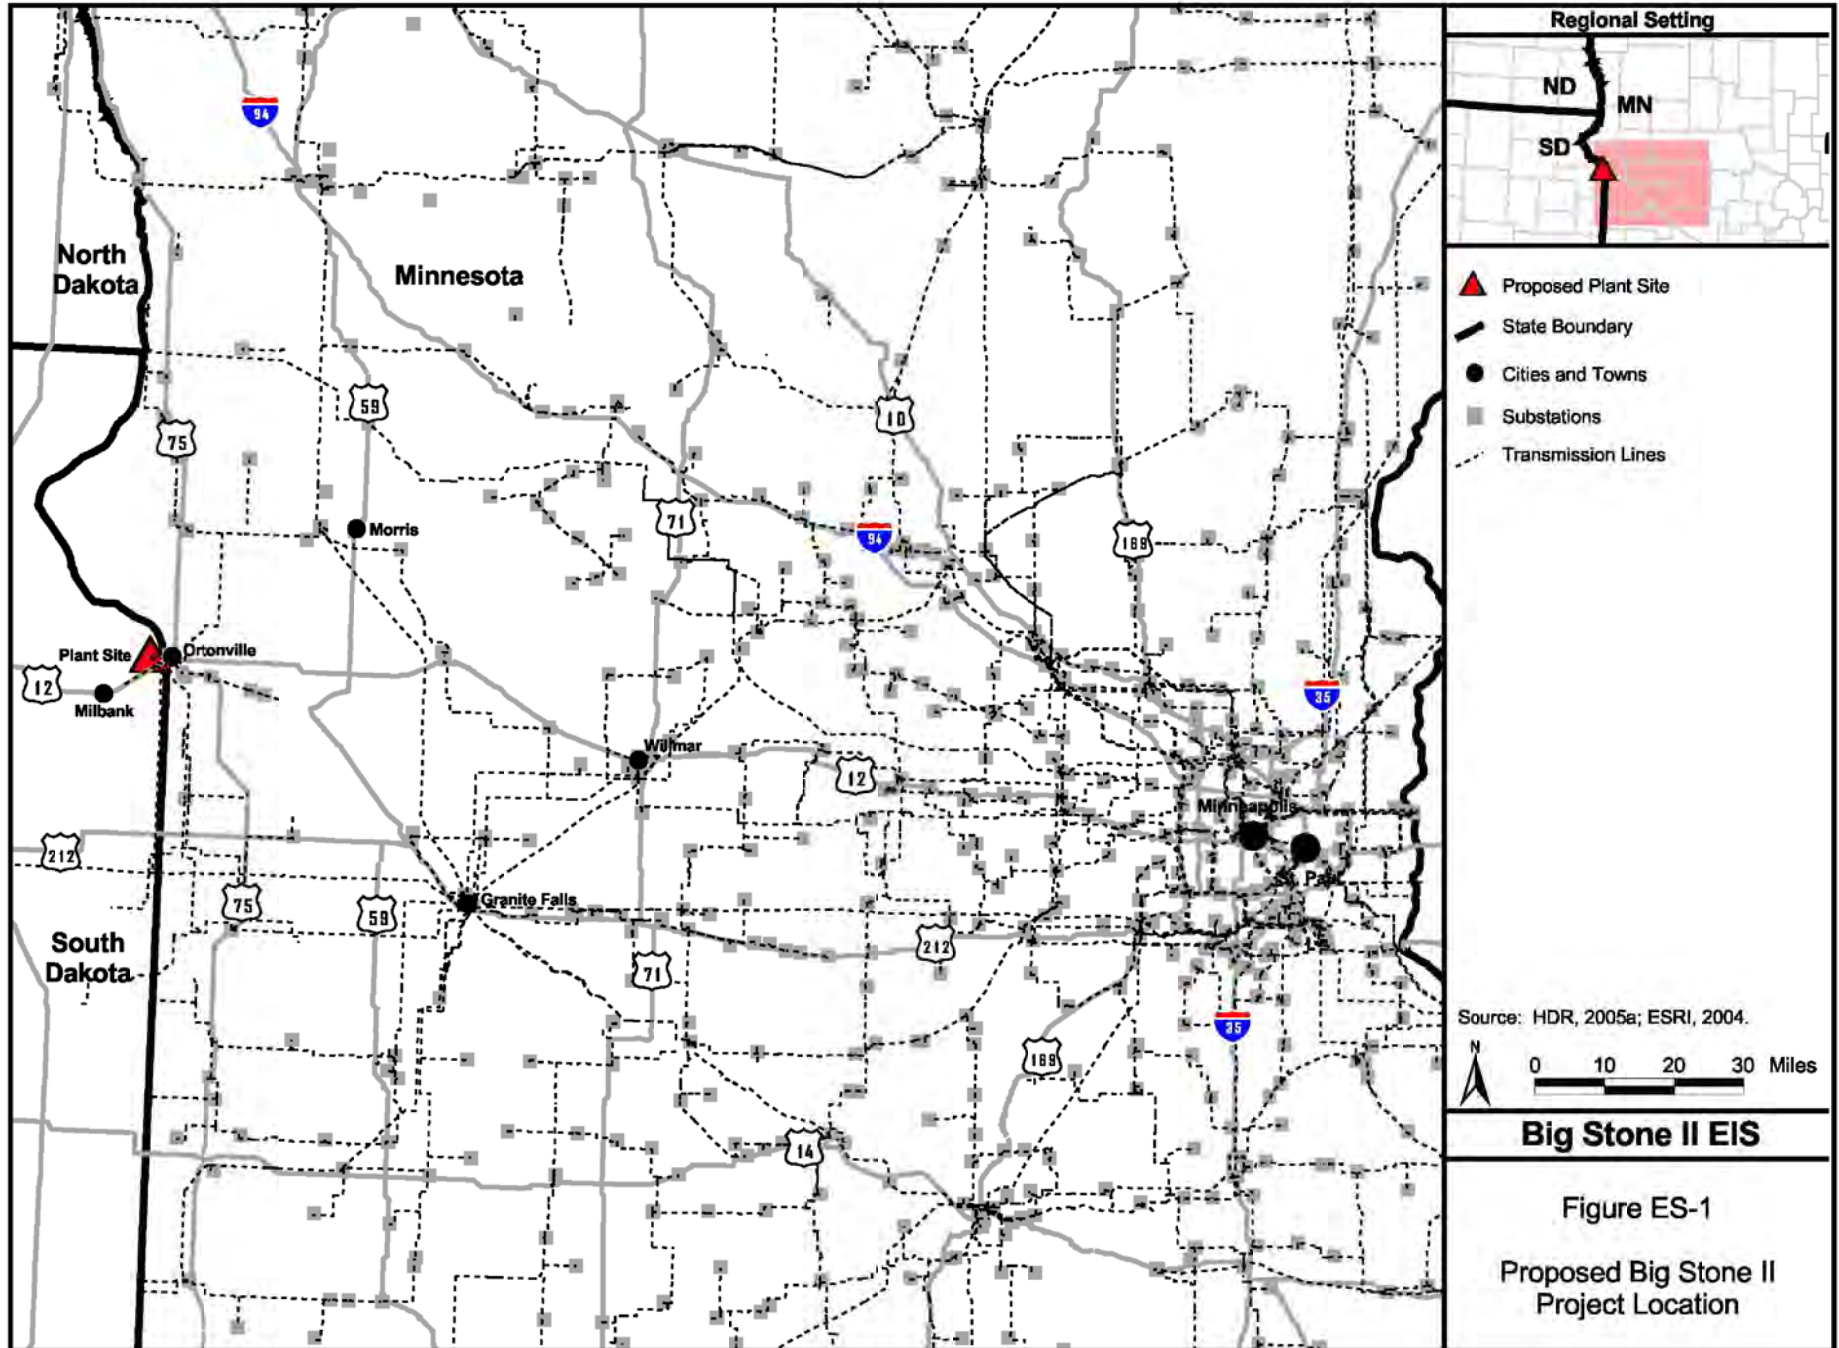 Regional Setting
ND
MN
SD
94
North
Dakota
Minnesota
Proposed Plant Site
State Boundary
Cities and Towns
Substations
Transmission Lines
59
10
75
Morris
71
94
169
Plant Site
Ortonville
12
Milbank
35
Willmar
12
Minneapolis
212
St. Paul
75
59
Granite Falls
212
South
Dakota
71
35
169
14
Source: HDR, 2005a; ESRI, 2004.
N
0 10 20 30 Miles
Big Stone II EIS
Figure ES-1
Proposed Big Stone II
Project Location